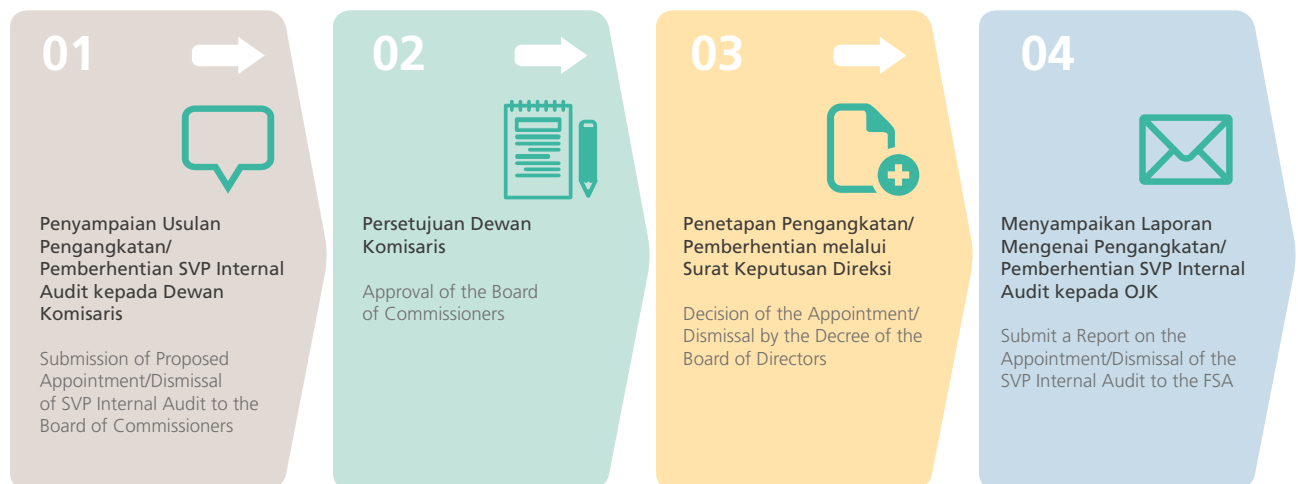 01
Penyampaian Usulan
Pengangkatan/
Pemberhentian SVP Internal
Audit kepada Dewan
Komisaris
Submission of Proposed
Appointment/Dismissal
of SVP Internal Audit to the
Board of Commissioners
02
Persetujuan Dewan
Komisaris
Approval of the Board
of Commissioners
03
Penetapan Pengangkatan/
Pemberhentian melalui
Surat Keputusan Direksi
Decision of the Appointment/
Dismissal by the Decree of the
Board of Directors
04
Menyampaikan Laporan
Mengenai Pengangkatan/
Pemberhentian SVP Internal
Audit kepada OJK
Submit a Report on the
Appointment/Dismissal of the
SVP Internal Audit to the FSA